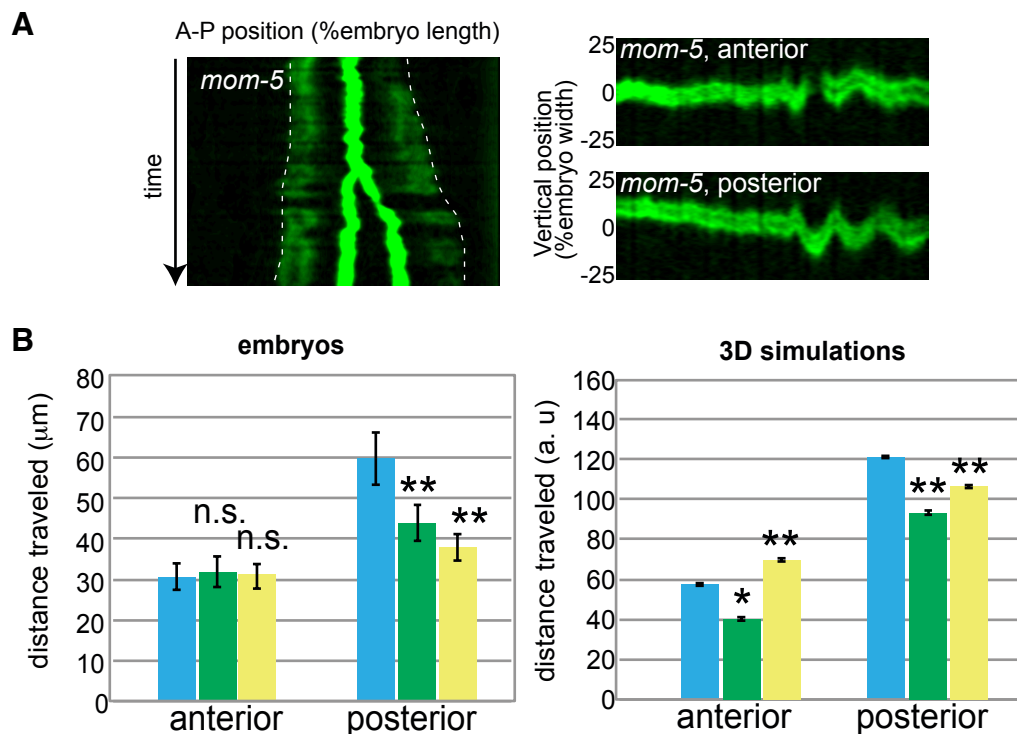 A
A-P position (%embryo length)
time
mom-5
Vertical position
(%embryo width)
25
0
-25
mom-5, anterior
25
0
-25
mom-5, posterior
B
embryos
distance traveled (μm)
80
70
60
50
40
30
20
10
0
n.s.
n.s.
**
**
anterior
posterior
3D simulations
distance traveled (a. u)
160
140
120
100
80
60
40
20
0
*
**
**
**
anterior
posterior